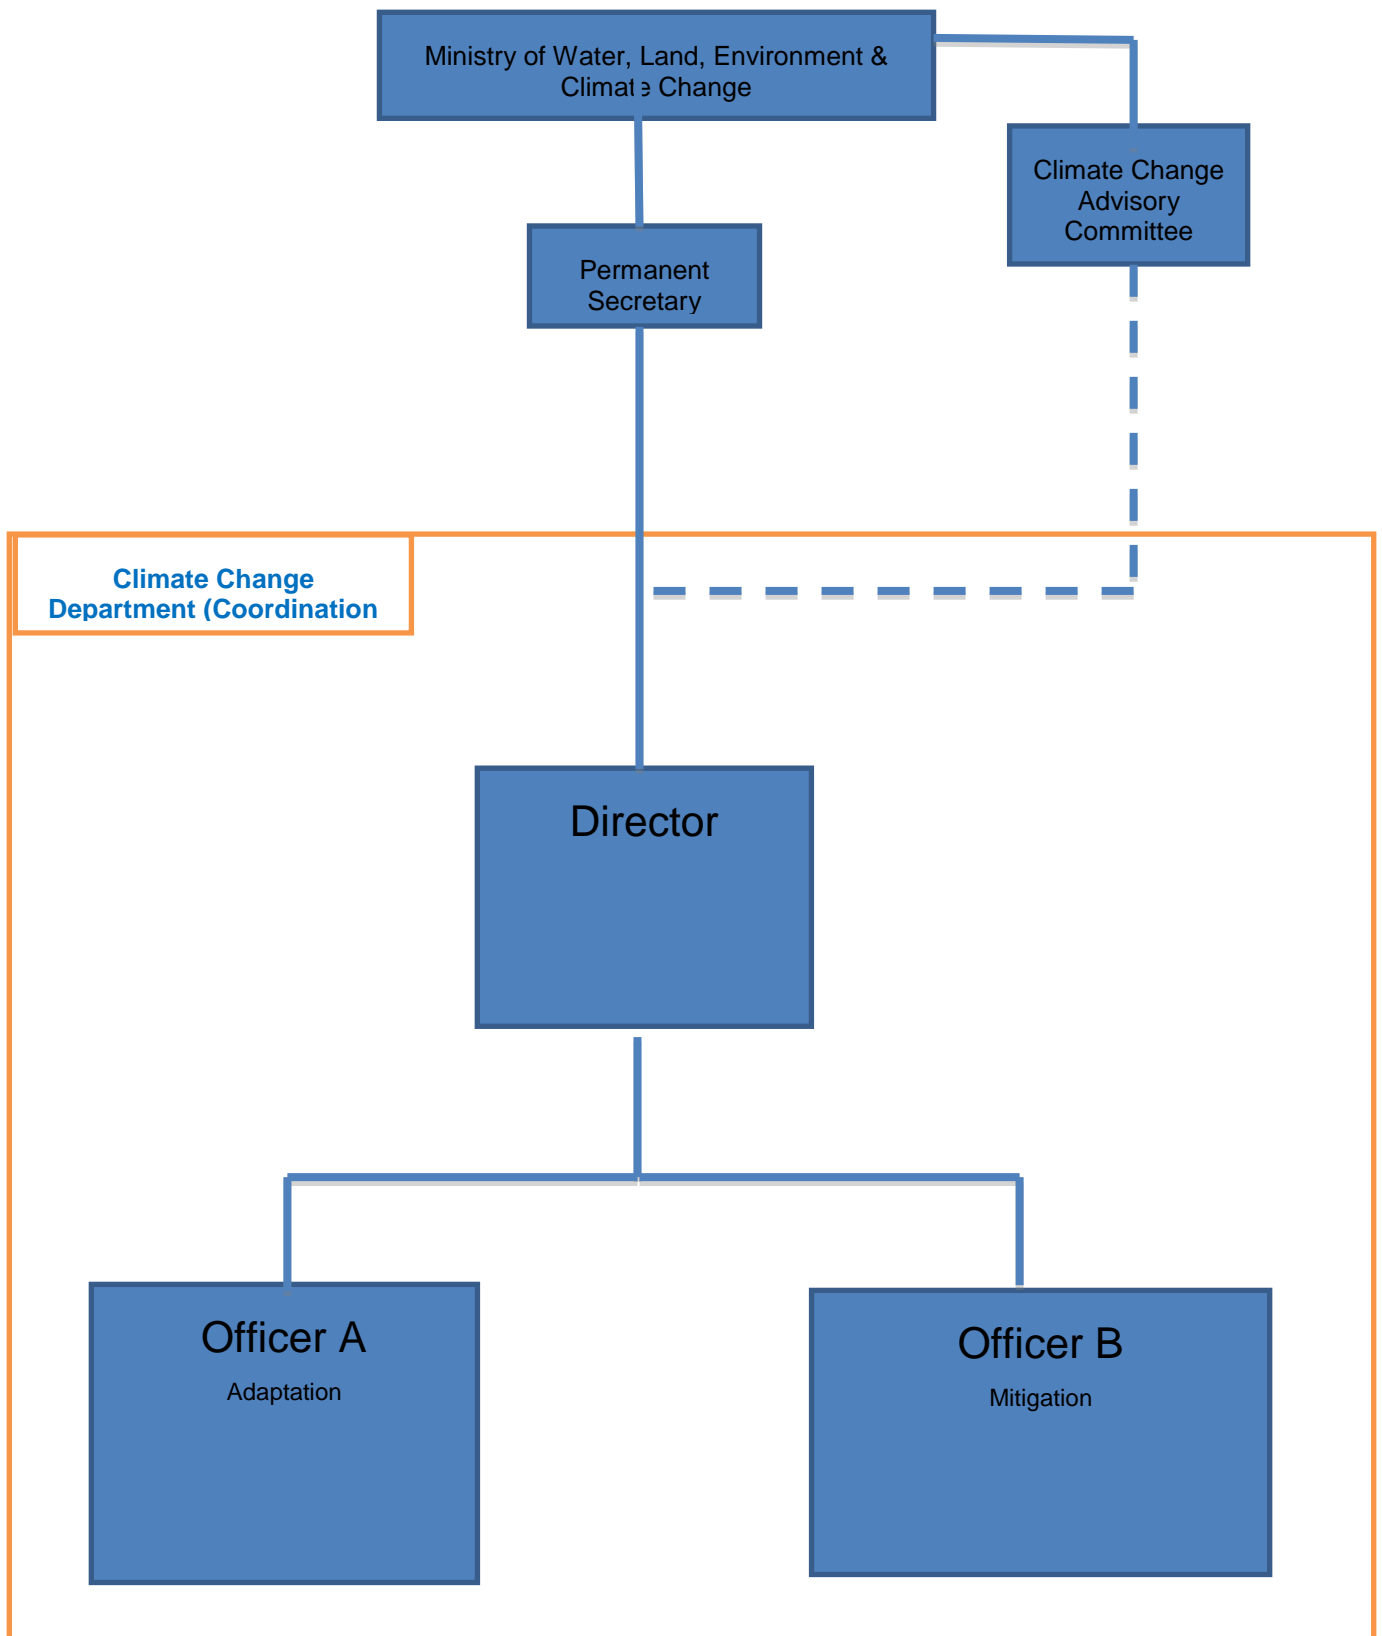 Ministry of Water, Land, Environment &
Climate Change
Climate Change
Advisory
Committee
Permanent
Secretary
Climate Change
Department (Coordination
Director
Officer A
Adaptation
Officer B
Mitigation